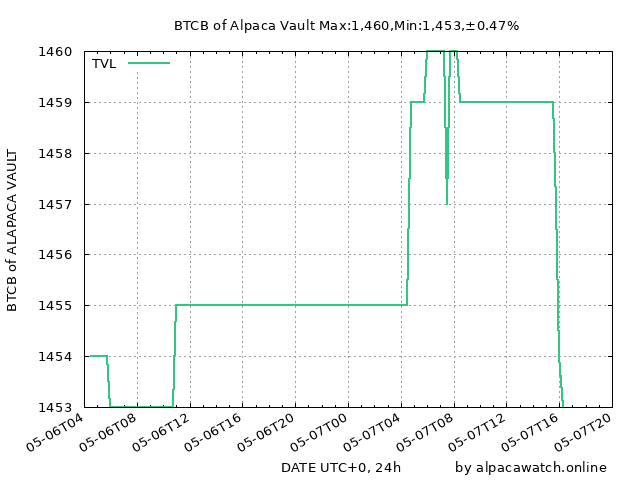 BTCB of Alpaca Vault Max:1,460,Min:1,453,±0.47%
TVL
1460
1459
1458
1457
1456
1455
1454
1453
BTCB of ALAPACA VAULT
05-06T04
05-06T08
05-06T12
05-06T16
05-06T20
05-07T00
05-07T04
05-07T08
05-07T12
05-07T16
05-07T20
DATE UTC+0, 24h
by alpacawatch.online